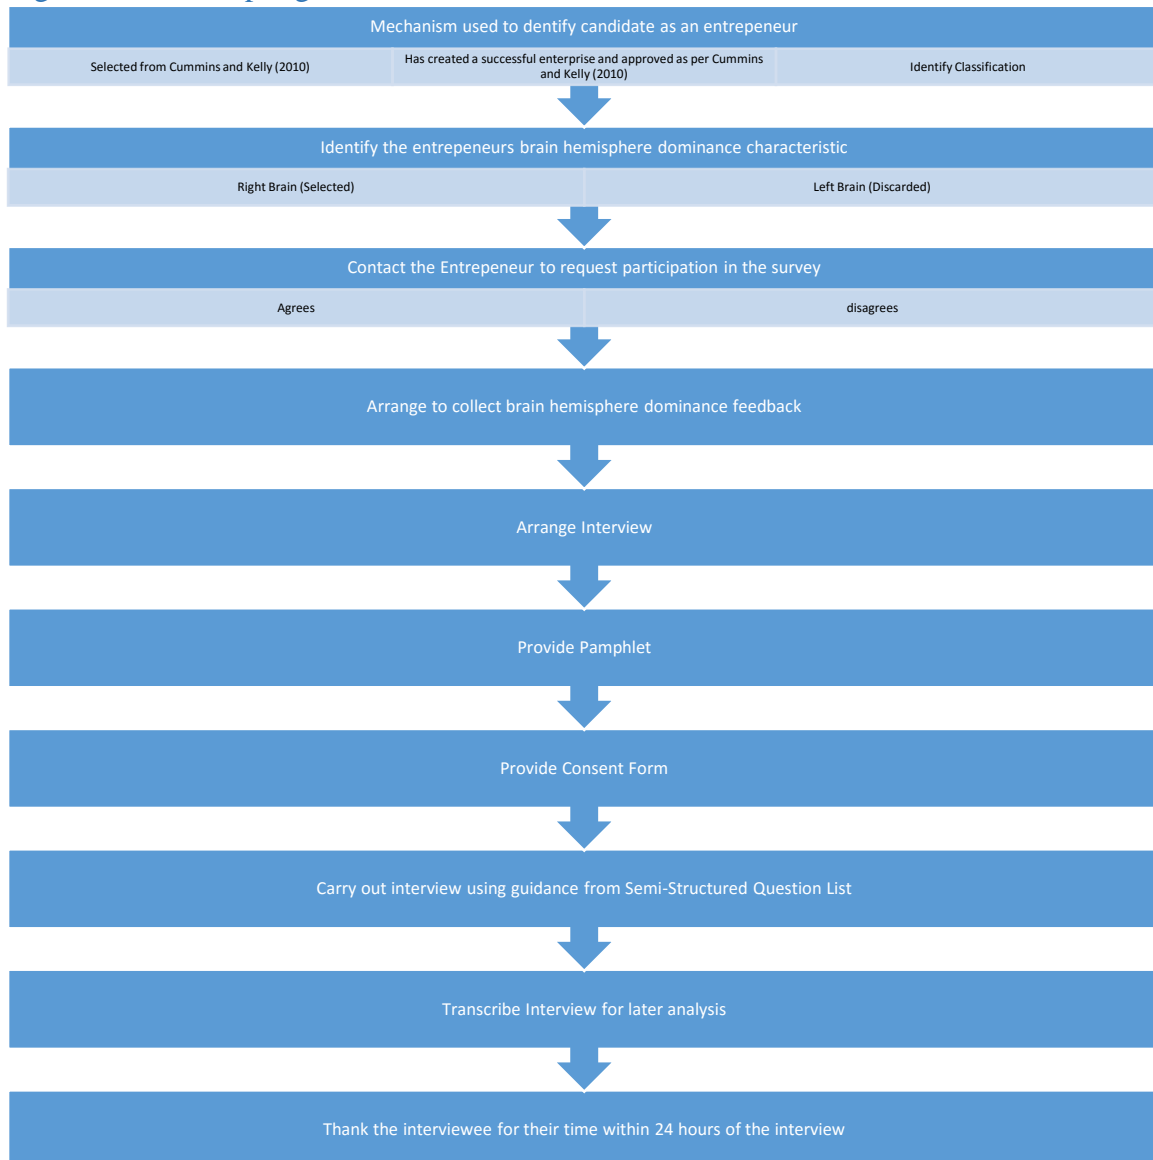 Mechanism used to dentify candidate as an entrepeneur
Selected from Cummins and Kelly (2010)
Has created a successful enterprise and approved as per Cummins
and Kelly (2010)
Identify Classification
Identify the entrepeneurs brain hemisphere dominance characteristic
Right Brain (Selected)
Left Brain (Discarded)
Contact the Entrepeneur to request participation in the survey
Agrees
disagrees
Arrange to collect brain hemisphere dominance feedback
Arrange Interview
Provide Pamphlet
Provide Consent Form
Carry out interview using guidance from Semi-Structured Question List
Transcribe Interview for later analysis
Thank the interviewee for their time within 24 hours of the interview